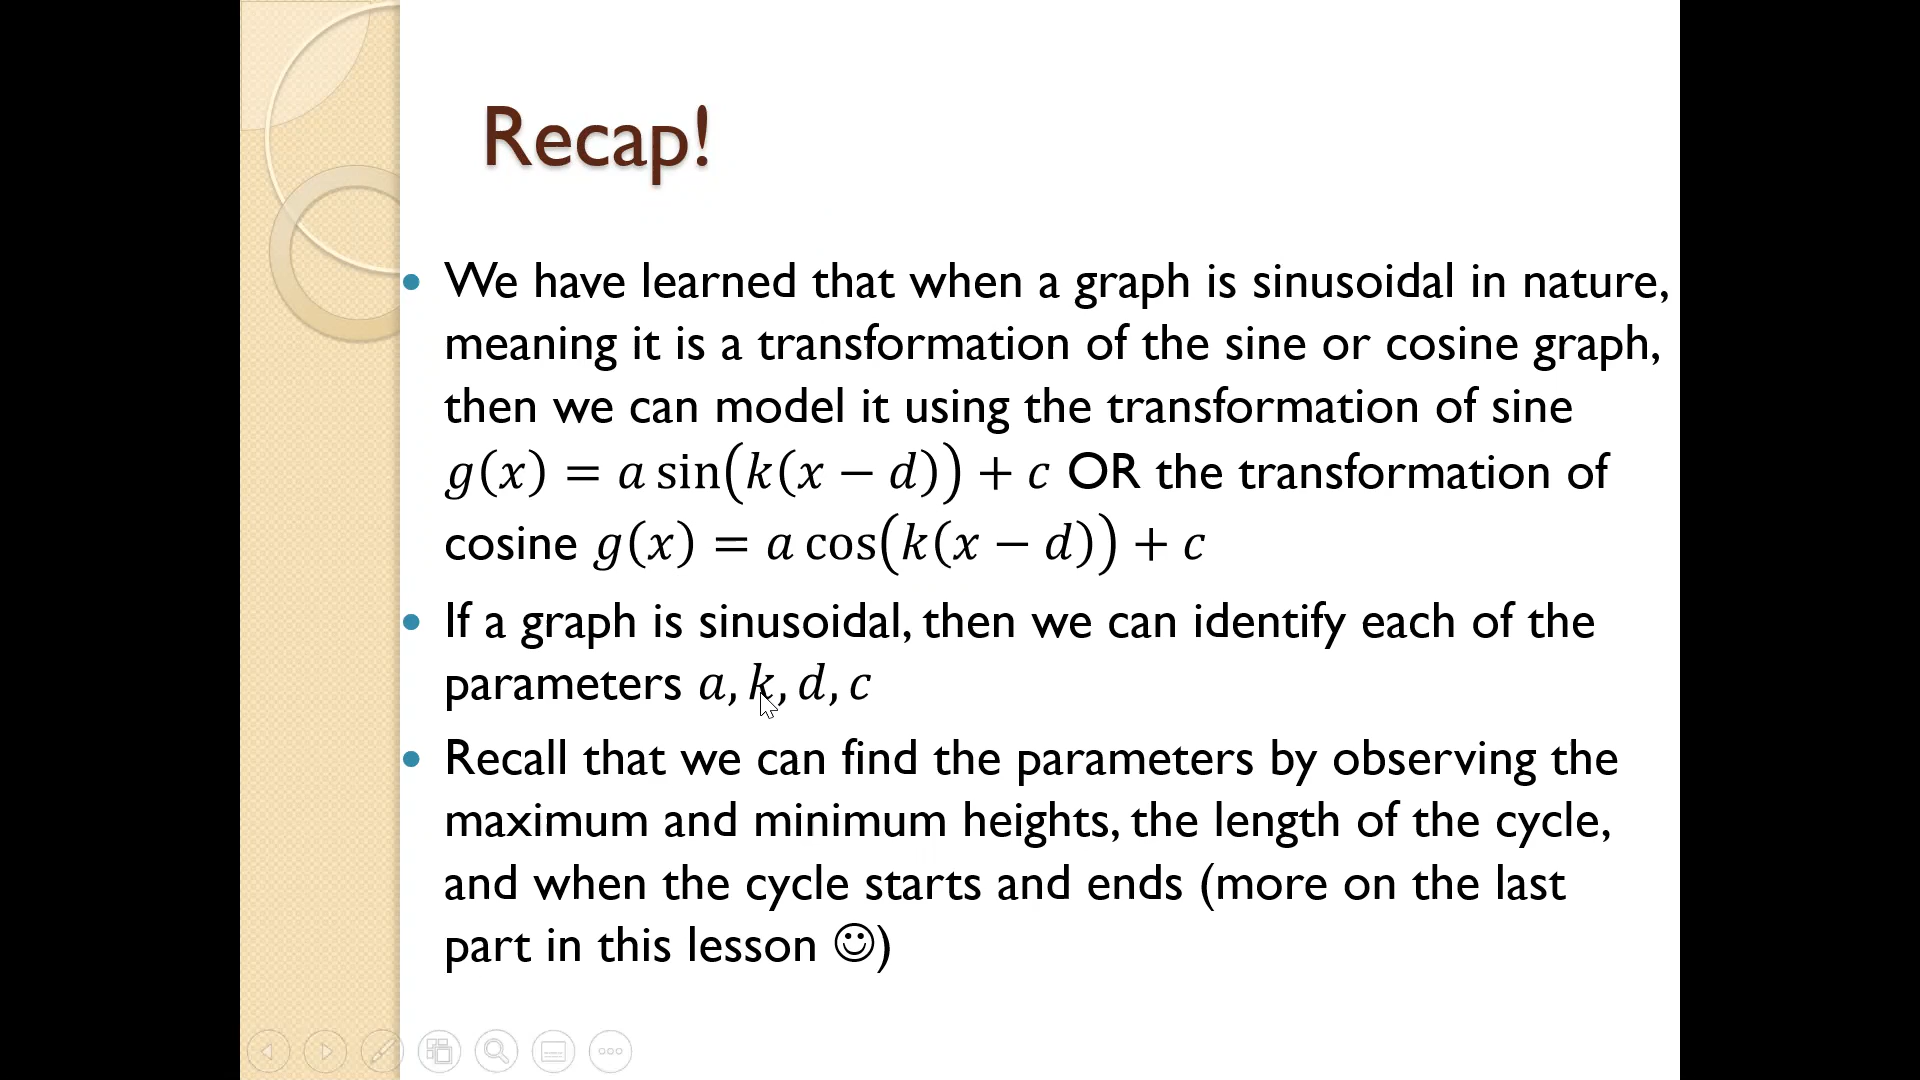 Recap!
• We have learned that when a graph is sinusoidal in nature,
meaning it is a transformation of the sine or cosine graph,
then we can model it using the transformation of sine
g(x) = a sin(k(x − d)) + c OR the transformation of
cosine g(x) = a cos(k(x − d)) + c
• If a graph is sinusoidal, then we can identify each of the
parameters a, k, d, c
• Recall that we can find the parameters by observing the
maximum and minimum heights, the length of the cycle,
and when the cycle starts and ends (more on the last
part in this lesson ☺)